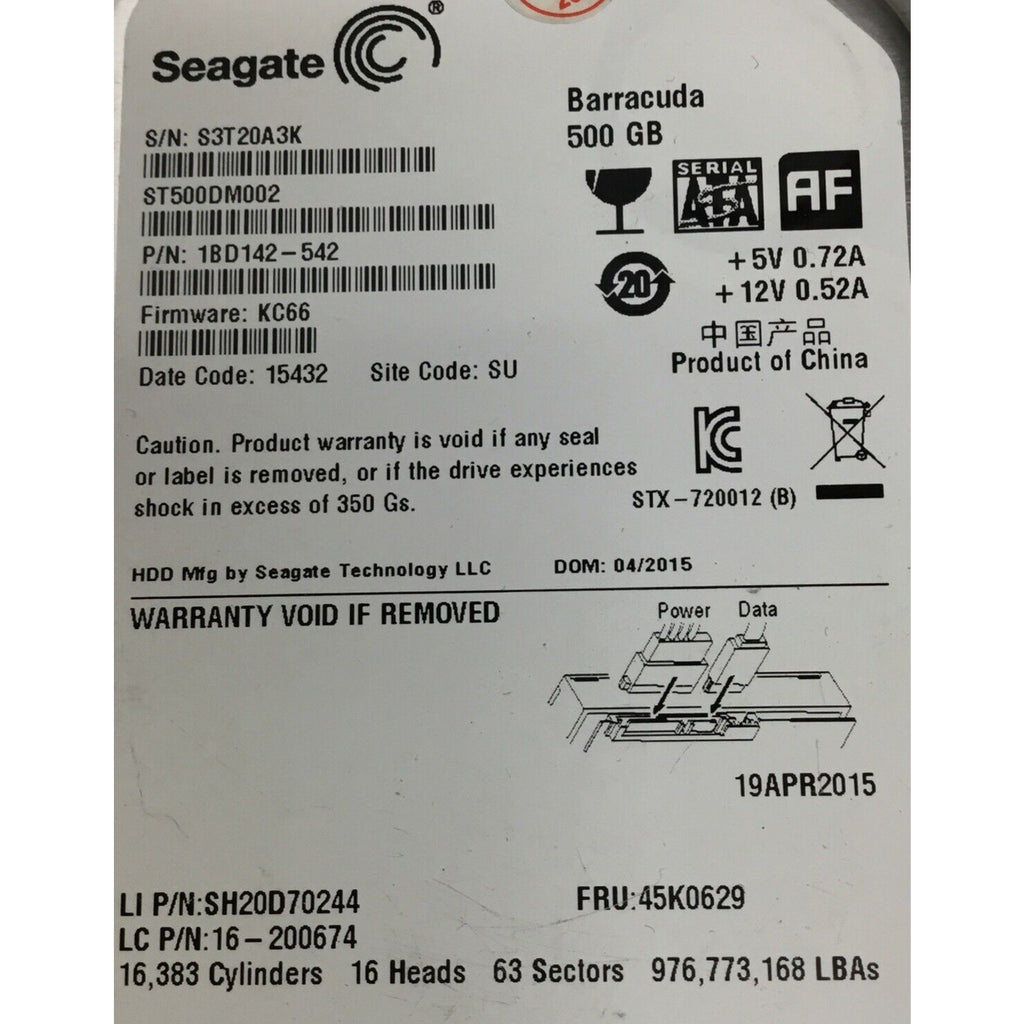 Seagate®
S/N: S3T20A3K
ST500DM002
P/N: 1BD142-542
Firmware: KC66
Date Code: 15432 Site Code: SU
Barracuda
500 GB
SERIAL
ATA
AF
20
+5V 0.72A
+12V 0.52A
中国产品
Product of China
Caution. Product warranty is void if any seal
or label is removed, or if the drive experiences
shock in excess of 350 Gs.
KC
STX-720012 (B)
HDD Mfg by Seagate Technology LLC DOM: 04/2015
WARRANTY VOID IF REMOVED
Power Data
19APR2015
LI P/N:SH20D70244 FRU:45K0629
LC P/N:16-200674
16,383 Cylinders 16 Heads 63 Sectors 976,773,168 LBAs